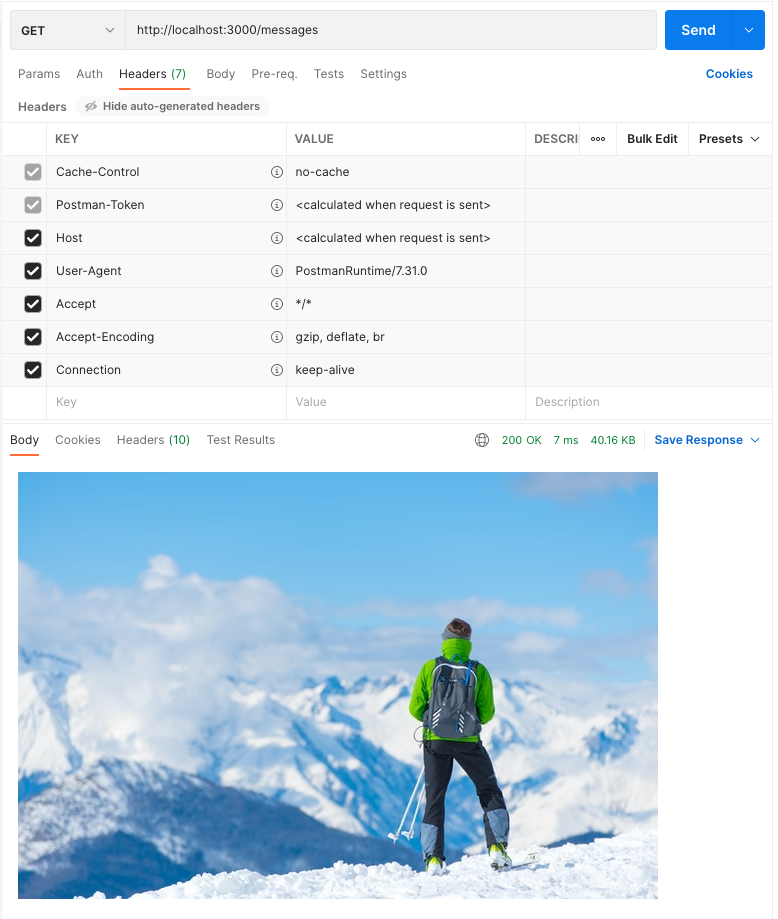 GET http://localhost:3000/messages Send
Params Auth Headers (7) Body Pre-req. Tests Settings Cookies
Headers Hide auto-generated headers
KEY VALUE DESCRI ooo Bulk Edit Presets
Cache-Control no-cache
Postman-Token <calculated when request is sent>
Host <calculated when request is sent>
User-Agent PostmanRuntime/7.31.0
Accept */*
Accept-Encoding gzip, deflate, br
Connection keep-alive
Key Value Description
Body Cookies Headers (10) Test Results 200 OK 7 ms 40.16 KB Save Response